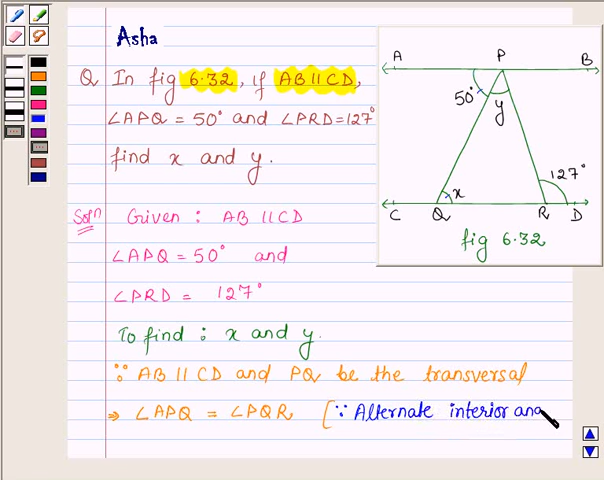 Asha
Q In fig 6.32, if AB || CD,
∠APQ = 50° and ∠PRD = 127°
find x and y.
Soln Given : AB || CD
∠APQ = 50° and
∠PRD = 127°
To find : x and y.
∵ AB || CD and PQ be the transversal
⇒ ∠APQ = ∠PQR [∵ Alternate interior ang
A P B
50° y
x 127°
C Q R D
fig 6.32